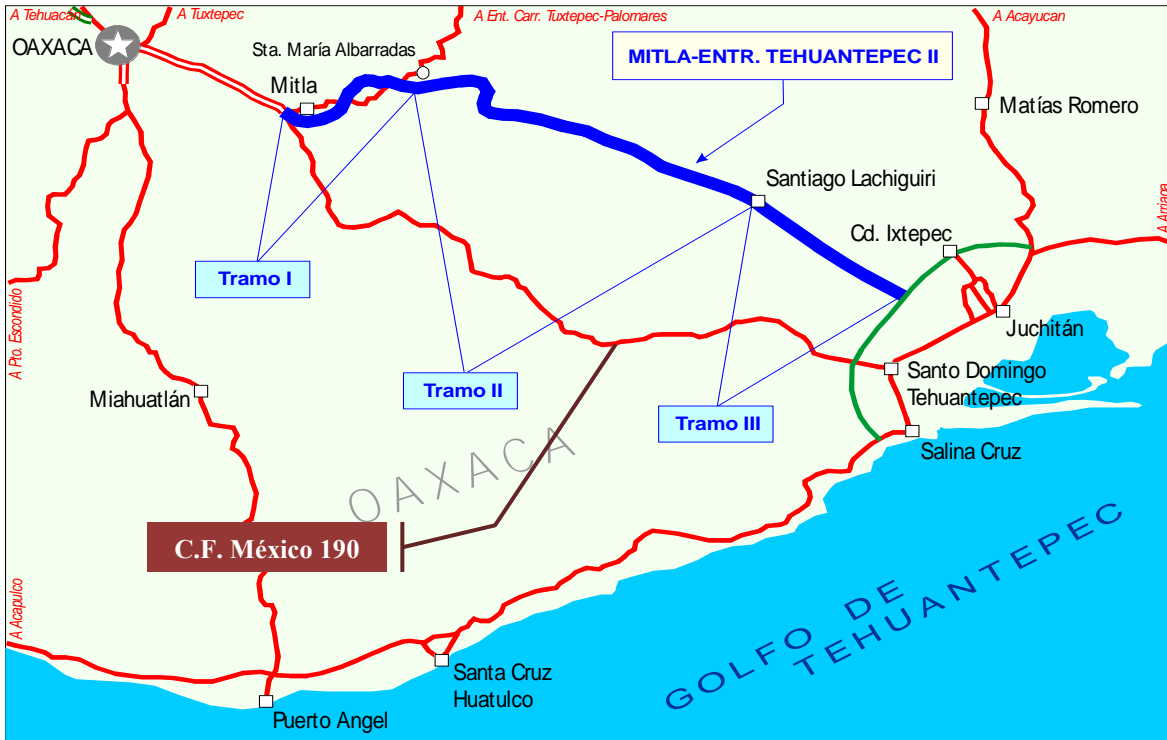 A Tehuacán
A Tuxtepec
A Ent. Carr. Tuxtepec-Palomares
A Acayucan
OAXACA
Sta. María Albarradas
MITLA-ENTR. TEHUANTEPEC II
Mitla
Matías Romero
Santiago Lachiguiri
A Arriaga
Cd. Ixtepec
Tramo I
A Pto. Escondido
Juchitán
Tramo II
Santo Domingo
Tehuantepec
Miahuatlán
Tramo III
Salina Cruz
OAXACA
C.F. México 190
A Acapulco
GOLFO DE
TEHUANTEPEC
Santa Cruz
Huatulco
Puerto Angel